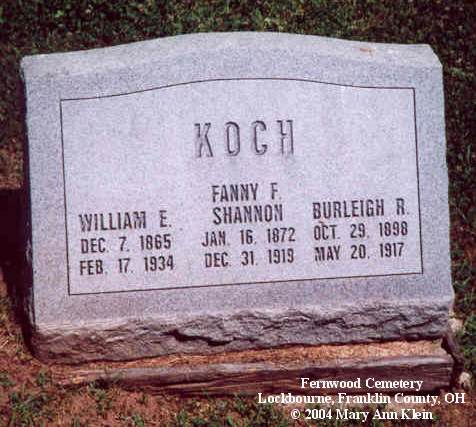 KOCH
WILLIAM E.
DEC. 7. 1865
FEB. 17. 1934
FANNY F.
SHANNON
JAN. 16. 1872
DEC. 31. 1919
BURLEIGH R.
OCT. 29. 1898
MAY 20. 1917
Fernwood Cemetery
Lockbourne, Franklin County, OH
© 2004 Mary Ann Klein